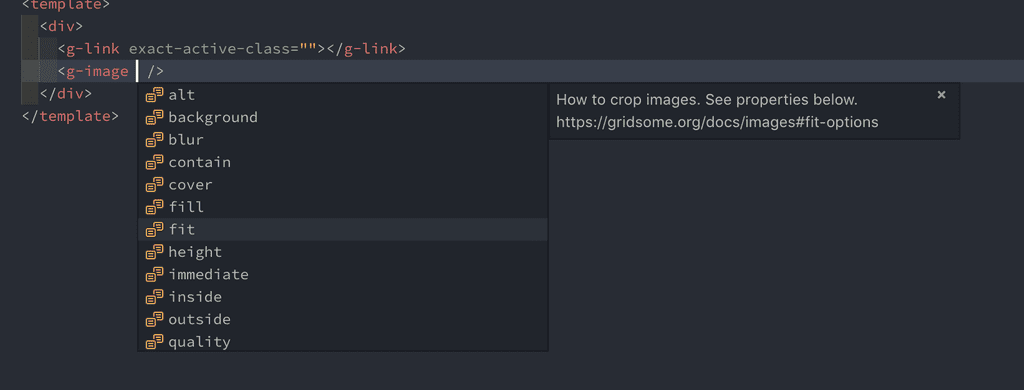 <template>
<div>
<g-link exact-active-class=""></g-link>
<g-image />
</div>
</template>
alt
background
blur
contain
cover
fill
fit
height
immediate
inside
outside
quality
How to crop images. See properties below.
https://gridsome.org/docs/images#fit-options